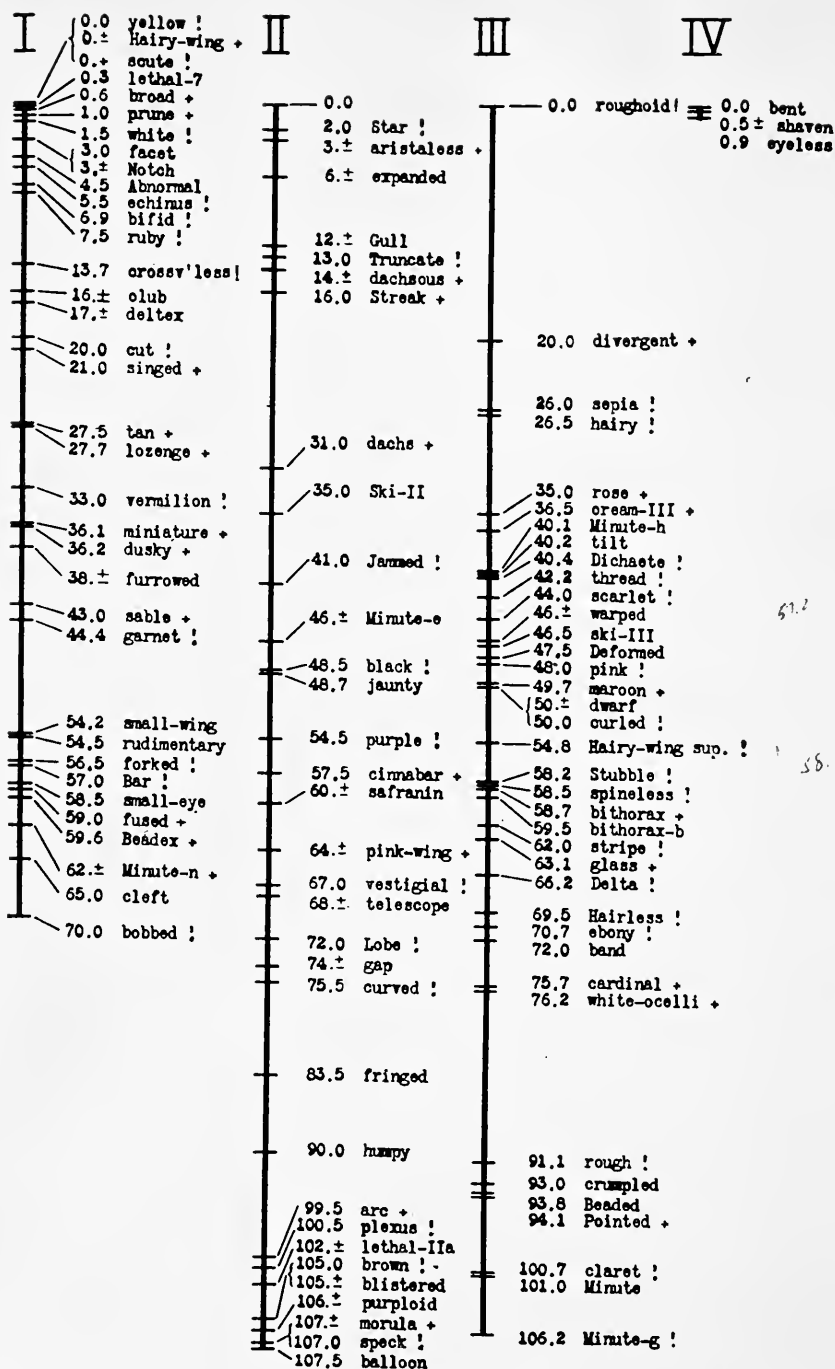 I
0.0 yellow !
0.± Hairy-wing +
0.+ scute !
0.3 lethal-7
0.6 broad +
1.0 prune +
1.5 white !
3.0 facet
3.± Notch
4.5 Abnormal
5.5 echinus !
6.9 bifid !
7.5 ruby !
13.7 crossv'less!
16.± club
17.± deltex
20.0 cut !
21.0 singed +
27.5 tan +
27.7 lozenge +
33.0 vermilion !
36.1 miniature +
36.2 dusky +
38.± furrowed
43.0 sable +
44.4 garnet !
54.2 small-wing
54.5 rudimentary
56.5 forked !
57.0 Bar !
58.5 small-eye
59.0 fused +
59.6 Beadex +
62.± Minute-n +
65.0 cleft
70.0 bobbed !
II
0.0
2.0 Star !
3.± aristaless +
6.± expanded
12.± Gull
13.0 Truncate !
14.± dachsous +
16.0 Streak +
31.0 dachs +
35.0 Ski-II
41.0 Jammed !
46.± Minute-e
48.5 black !
48.7 jaunty
54.5 purple !
57.5 cinnabar +
60.± safranin
64.± pink-wing +
67.0 vestigial !
68.± telescope
72.0 Lobe !
74.± gap
75.5 curved !
83.5 fringed
90.0 humpy
99.5 arc +
100.5 plexus !
102.± lethal-IIa
105.0 brown !
105.± blistered
106.± purploid
107.± morula +
107.0 speck !
107.5 balloon
III
0.0 roughoid!
20.0 divergent +
26.0 sepia !
26.5 hairy !
35.0 rose +
36.5 cream-III +
40.1 Minute-h
40.2 tilt
40.4 Dichaete !
42.2 thread !
44.0 scarlet !
46.± warped
46.5 ski-III
47.5 Deformed
48.0 pink !
49.7 maroon +
50.± dwarf
50.0 curled !
54.8 Hairy-wing sup. !
58.2 Stubble !
58.5 spineless !
58.7 bithorax +
59.5 bithorax-b
62.0 stripe !
63.1 glass +
66.2 Delta !
69.5 Hairless !
70.7 ebony !
72.0 band
75.7 cardinal +
76.2 white-ocelli +
91.1 rough !
93.0 crumpled
93.8 Beaded
94.1 Pointed +
100.7 claret !
101.0 Minute
106.2 Minute-g !
IV
0.0 bent
0.5± shaven
0.9 eyeless